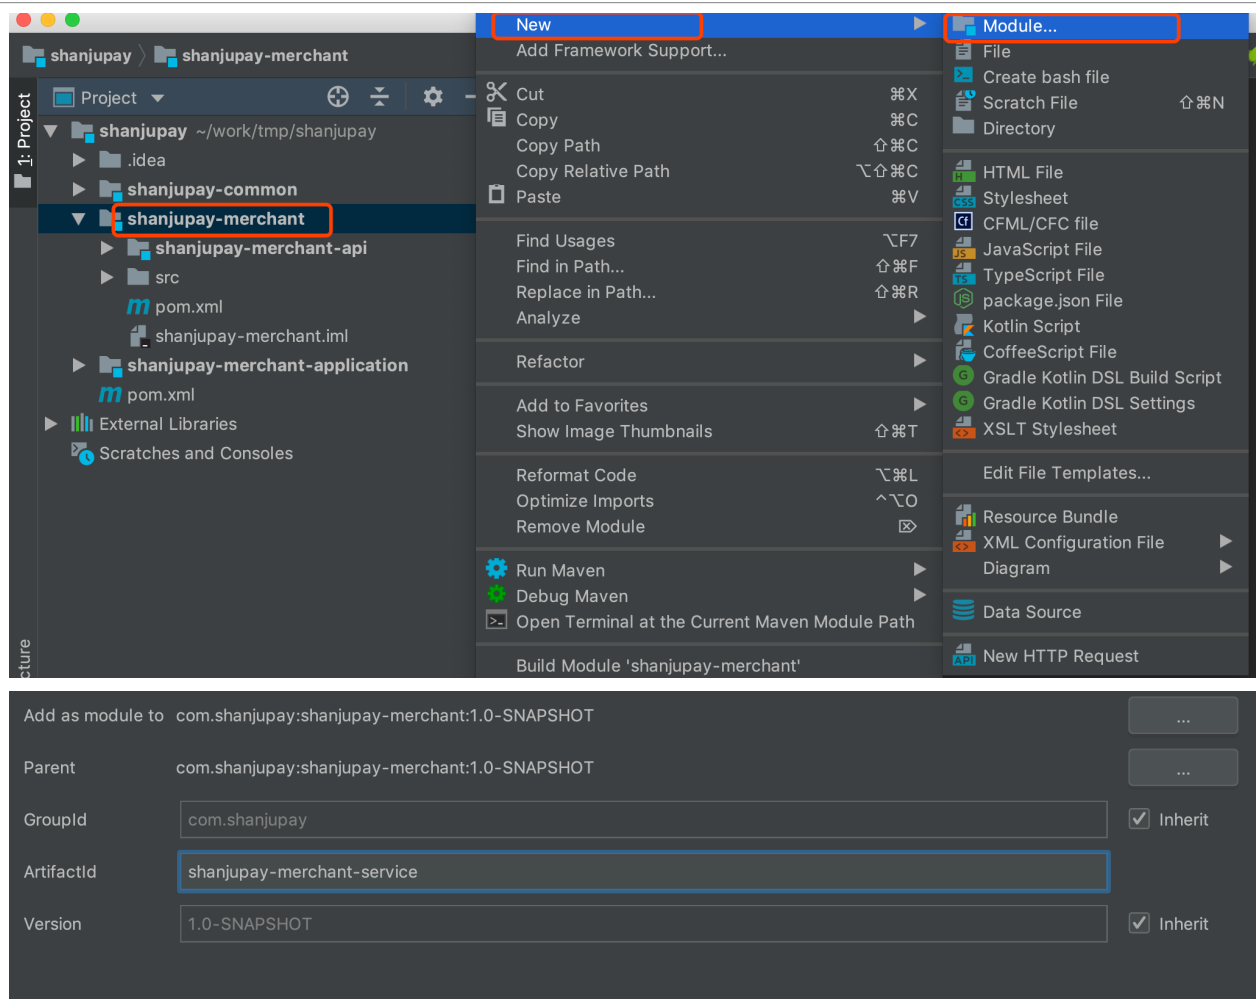 shanjupay
shanjupay-merchant
1: Project
Project
shanjupay ~/work/tmp/shanjupay
.idea
shanjupay-common
shanjupay-merchant
shanjupay-merchant-api
src
pom.xml
shanjupay-merchant.iml
shanjupay-merchant-application
pom.xml
External Libraries
Scratches and Consoles
cture
New
Add Framework Support...
Cut ⌘X
Copy ⌘C
Copy Path ⇧⌘C
Copy Relative Path ⌥⇧⌘C
Paste ⌘V
Find Usages ⌥F7
Find in Path... ⇧⌘F
Replace in Path... ⇧⌘R
Analyze
Refactor
Add to Favorites
Show Image Thumbnails ⇧⌘T
Reformat Code ⌥⌘L
Optimize Imports ^⌥O
Remove Module ⌦
Run Maven
Debug Maven
Open Terminal at the Current Maven Module Path
Build Module 'shanjupay-merchant'
Module...
File
Create bash file
Scratch File ⇧⌘N
Directory
HTML File
Stylesheet
CFML/CFC file
JavaScript File
TypeScript File
package.json File
Kotlin Script
CoffeeScript File
Gradle Kotlin DSL Build Script
Gradle Kotlin DSL Settings
XSLT Stylesheet
Edit File Templates...
Resource Bundle
XML Configuration File
Diagram
Data Source
New HTTP Request
Add as module to com.shanjupay:shanjupay-merchant:1.0-SNAPSHOT ...
Parent com.shanjupay:shanjupay-merchant:1.0-SNAPSHOT ...
GroupId com.shanjupay Inherit
ArtifactId shanjupay-merchant-service
Version 1.0-SNAPSHOT Inherit